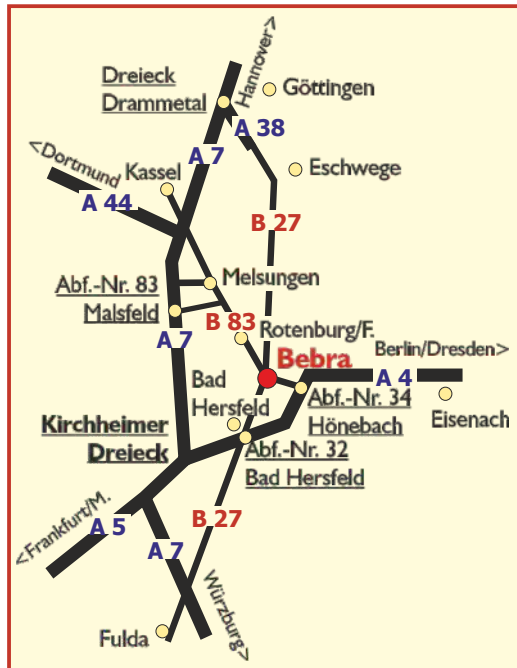 Hannover>
Dreieck
Drammetal
Göttingen
A 38
<Dortmund
A 7
Kassel
Eschwege
A 44
B 27
Abf.-Nr. 83
Malsfeld
Melsungen
B 83
Rotenburg/F.
A 7
Bebra
Berlin/Dresden>
A 4
Bad
Hersfeld
Abf.-Nr. 34
Hönebach
Eisenach
Kirchheimer
Dreieck
Abf.-Nr. 32
Bad Hersfeld
<Frankfurt/M.
A 5
B 27
A 7
Würzburg>
Fulda